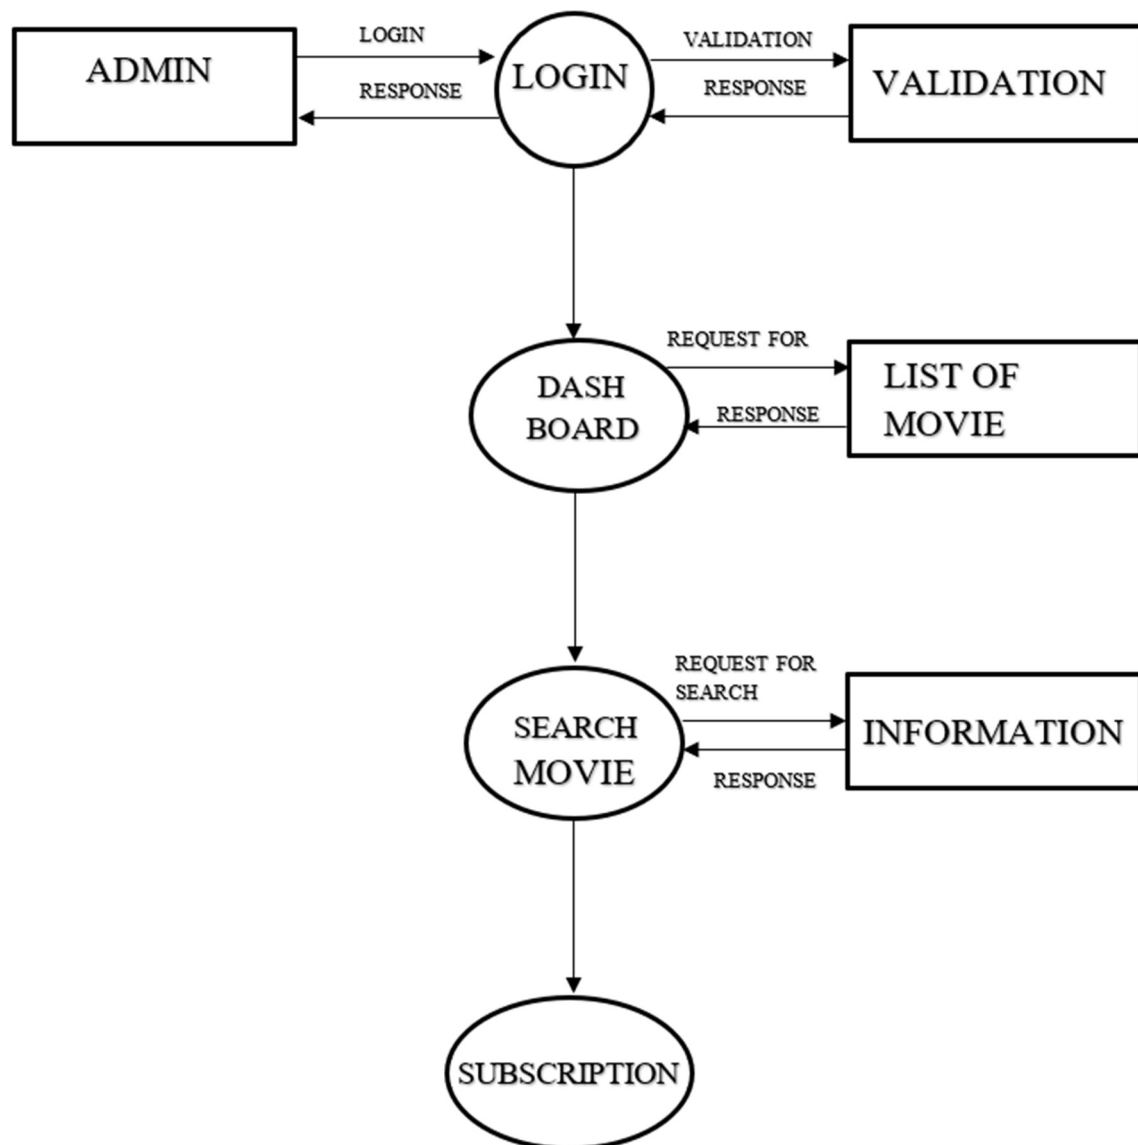 ADMIN
LOGIN
RESPONSE
LOGIN
VALIDATION
RESPONSE
VALIDATION
DASH
BOARD
REQUEST FOR
RESPONSE
LIST OF
MOVIE
SEARCH
MOVIE
REQUEST FOR
SEARCH
RESPONSE
INFORMATION
SUBSCRIPTION